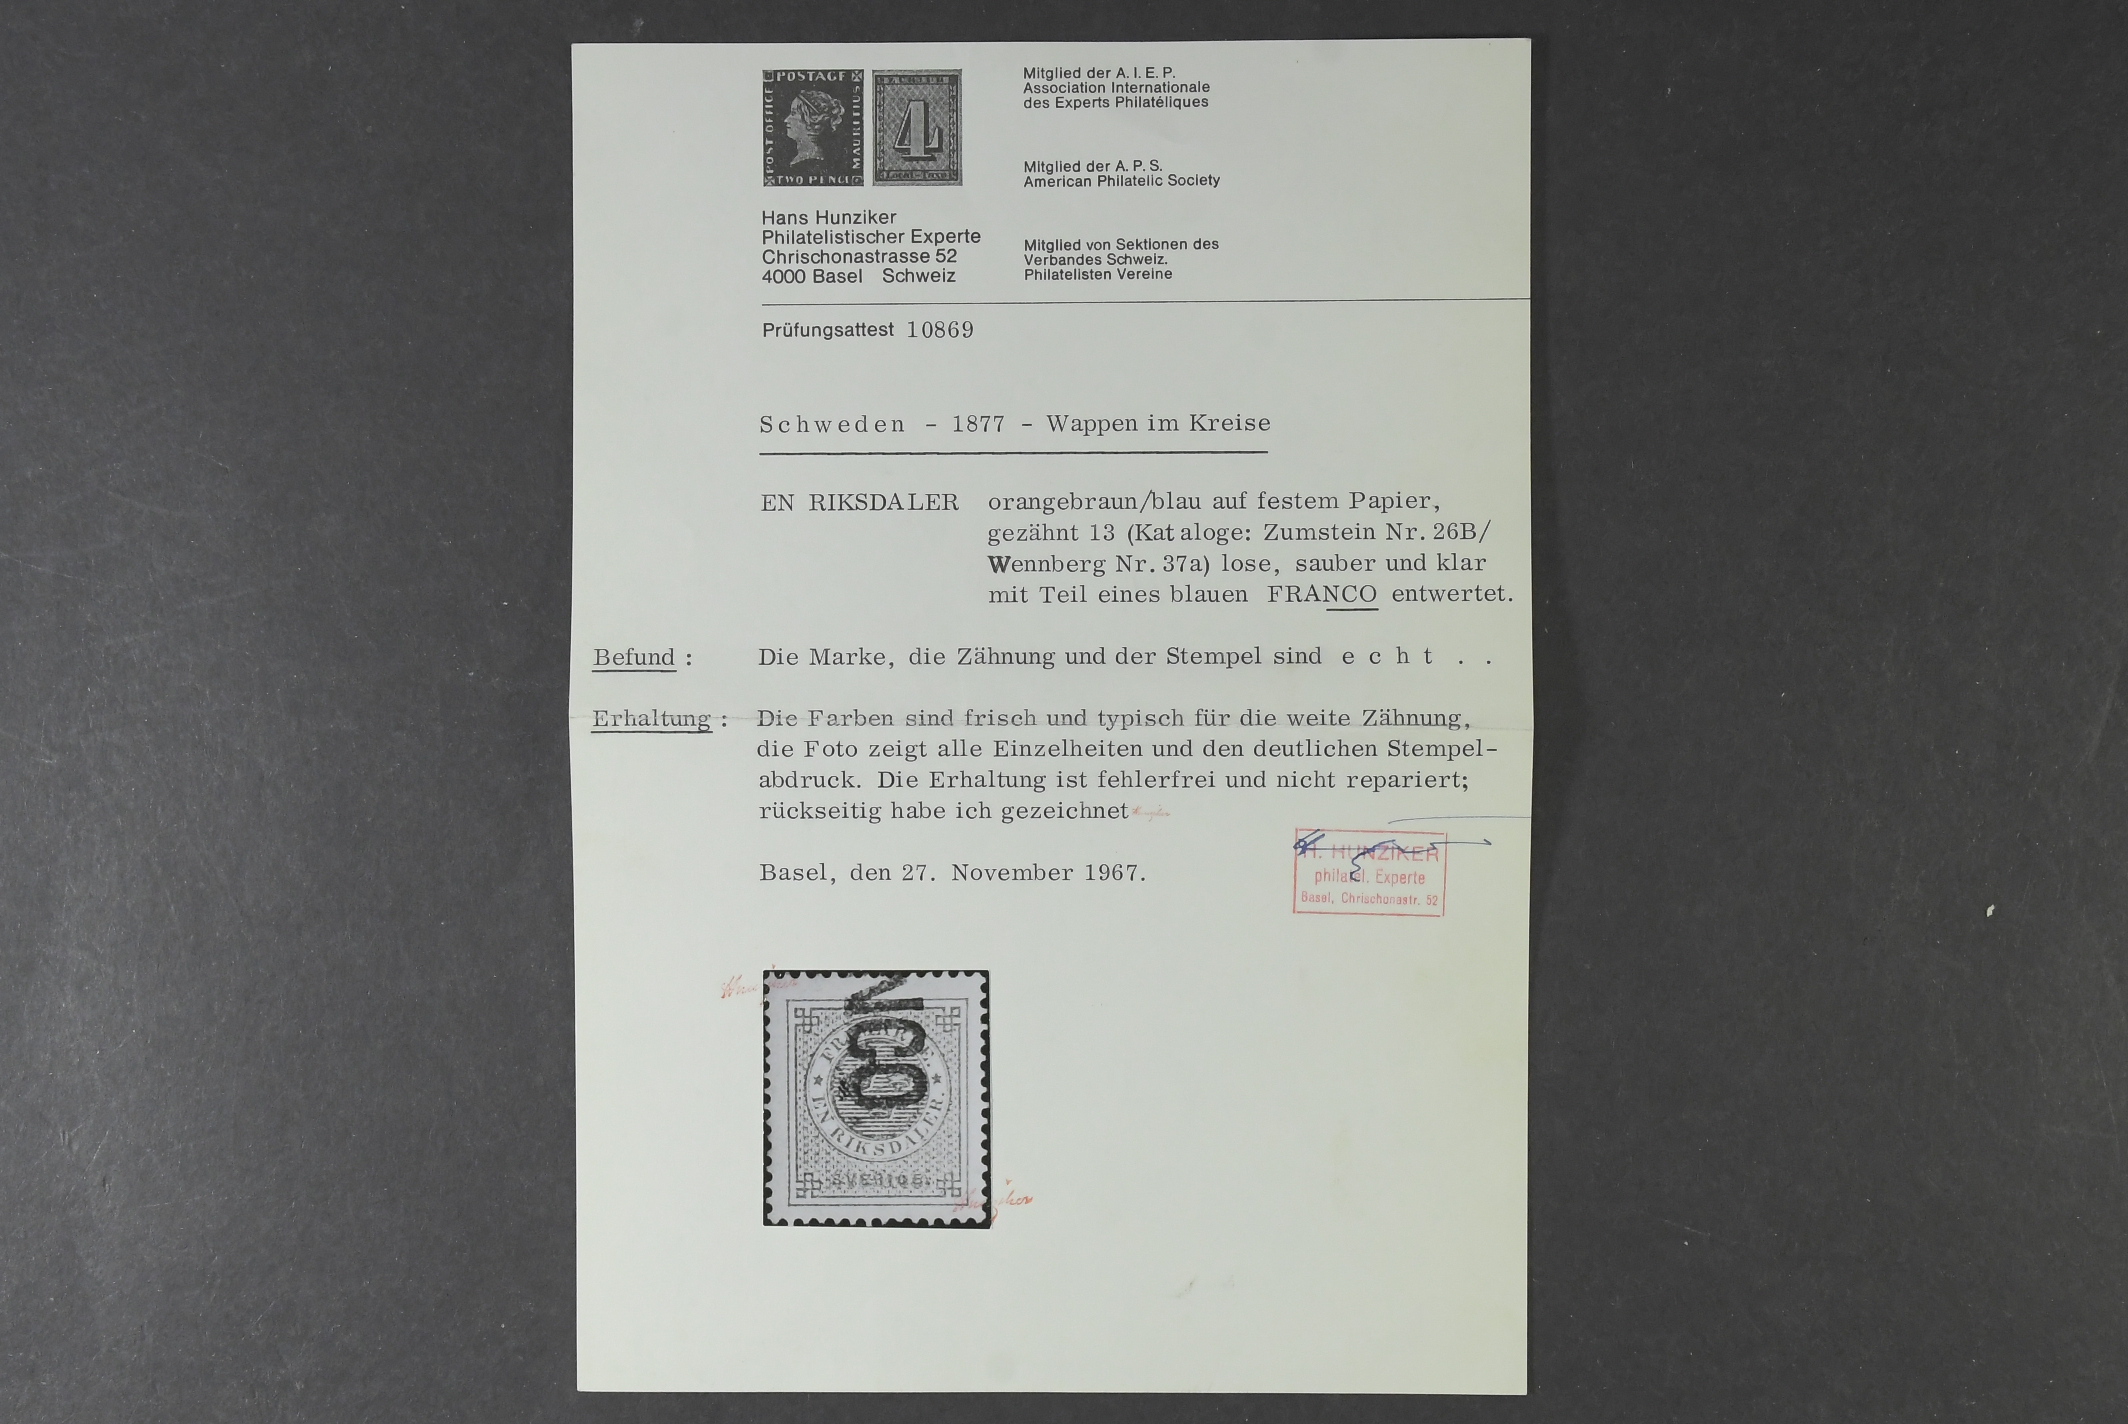 POSTAGE
POST OFFICE
MAURITIUS
TWO PENCE
4
Hans Hunziker
Philatelistischer Experte
Chrischonastrasse 52
4000 Basel Schweiz
Mitglied der A. I. E. P.
Association Internationale
des Experts Philatéliques
Mitglied der A. P. S.
American Philatelic Society
Mitglied von Sektionen des
Verbandes Schweiz.
Philatelisten Vereine
Prüfungsattest 10869
Schweden - 1877 - Wappen im Kreise
EN RIKSDALER orangebraun/blau auf festem Papier,
gezähnt 13 (Kataloge: Zumstein Nr. 26B/
Wennberg Nr. 37a) lose, sauber und klar
mit Teil eines blauen FRANCO entwertet.
Befund : Die Marke, die Zähnung und der Stempel sind e c h t . .
Erhaltung : Die Farben sind frisch und typisch für die weite Zähnung,
die Foto zeigt alle Einzelheiten und den deutlichen Stempel-
abdruck. Die Erhaltung ist fehlerfrei und nicht repariert;
rückseitig habe ich gezeichnet
Basel, den 27. November 1967.
H. HUNZIKER
philatel. Experte
Basel, Chrischonastr. 52
NCO
EN RIKSDALER.
SVERIGE.
Hunziker